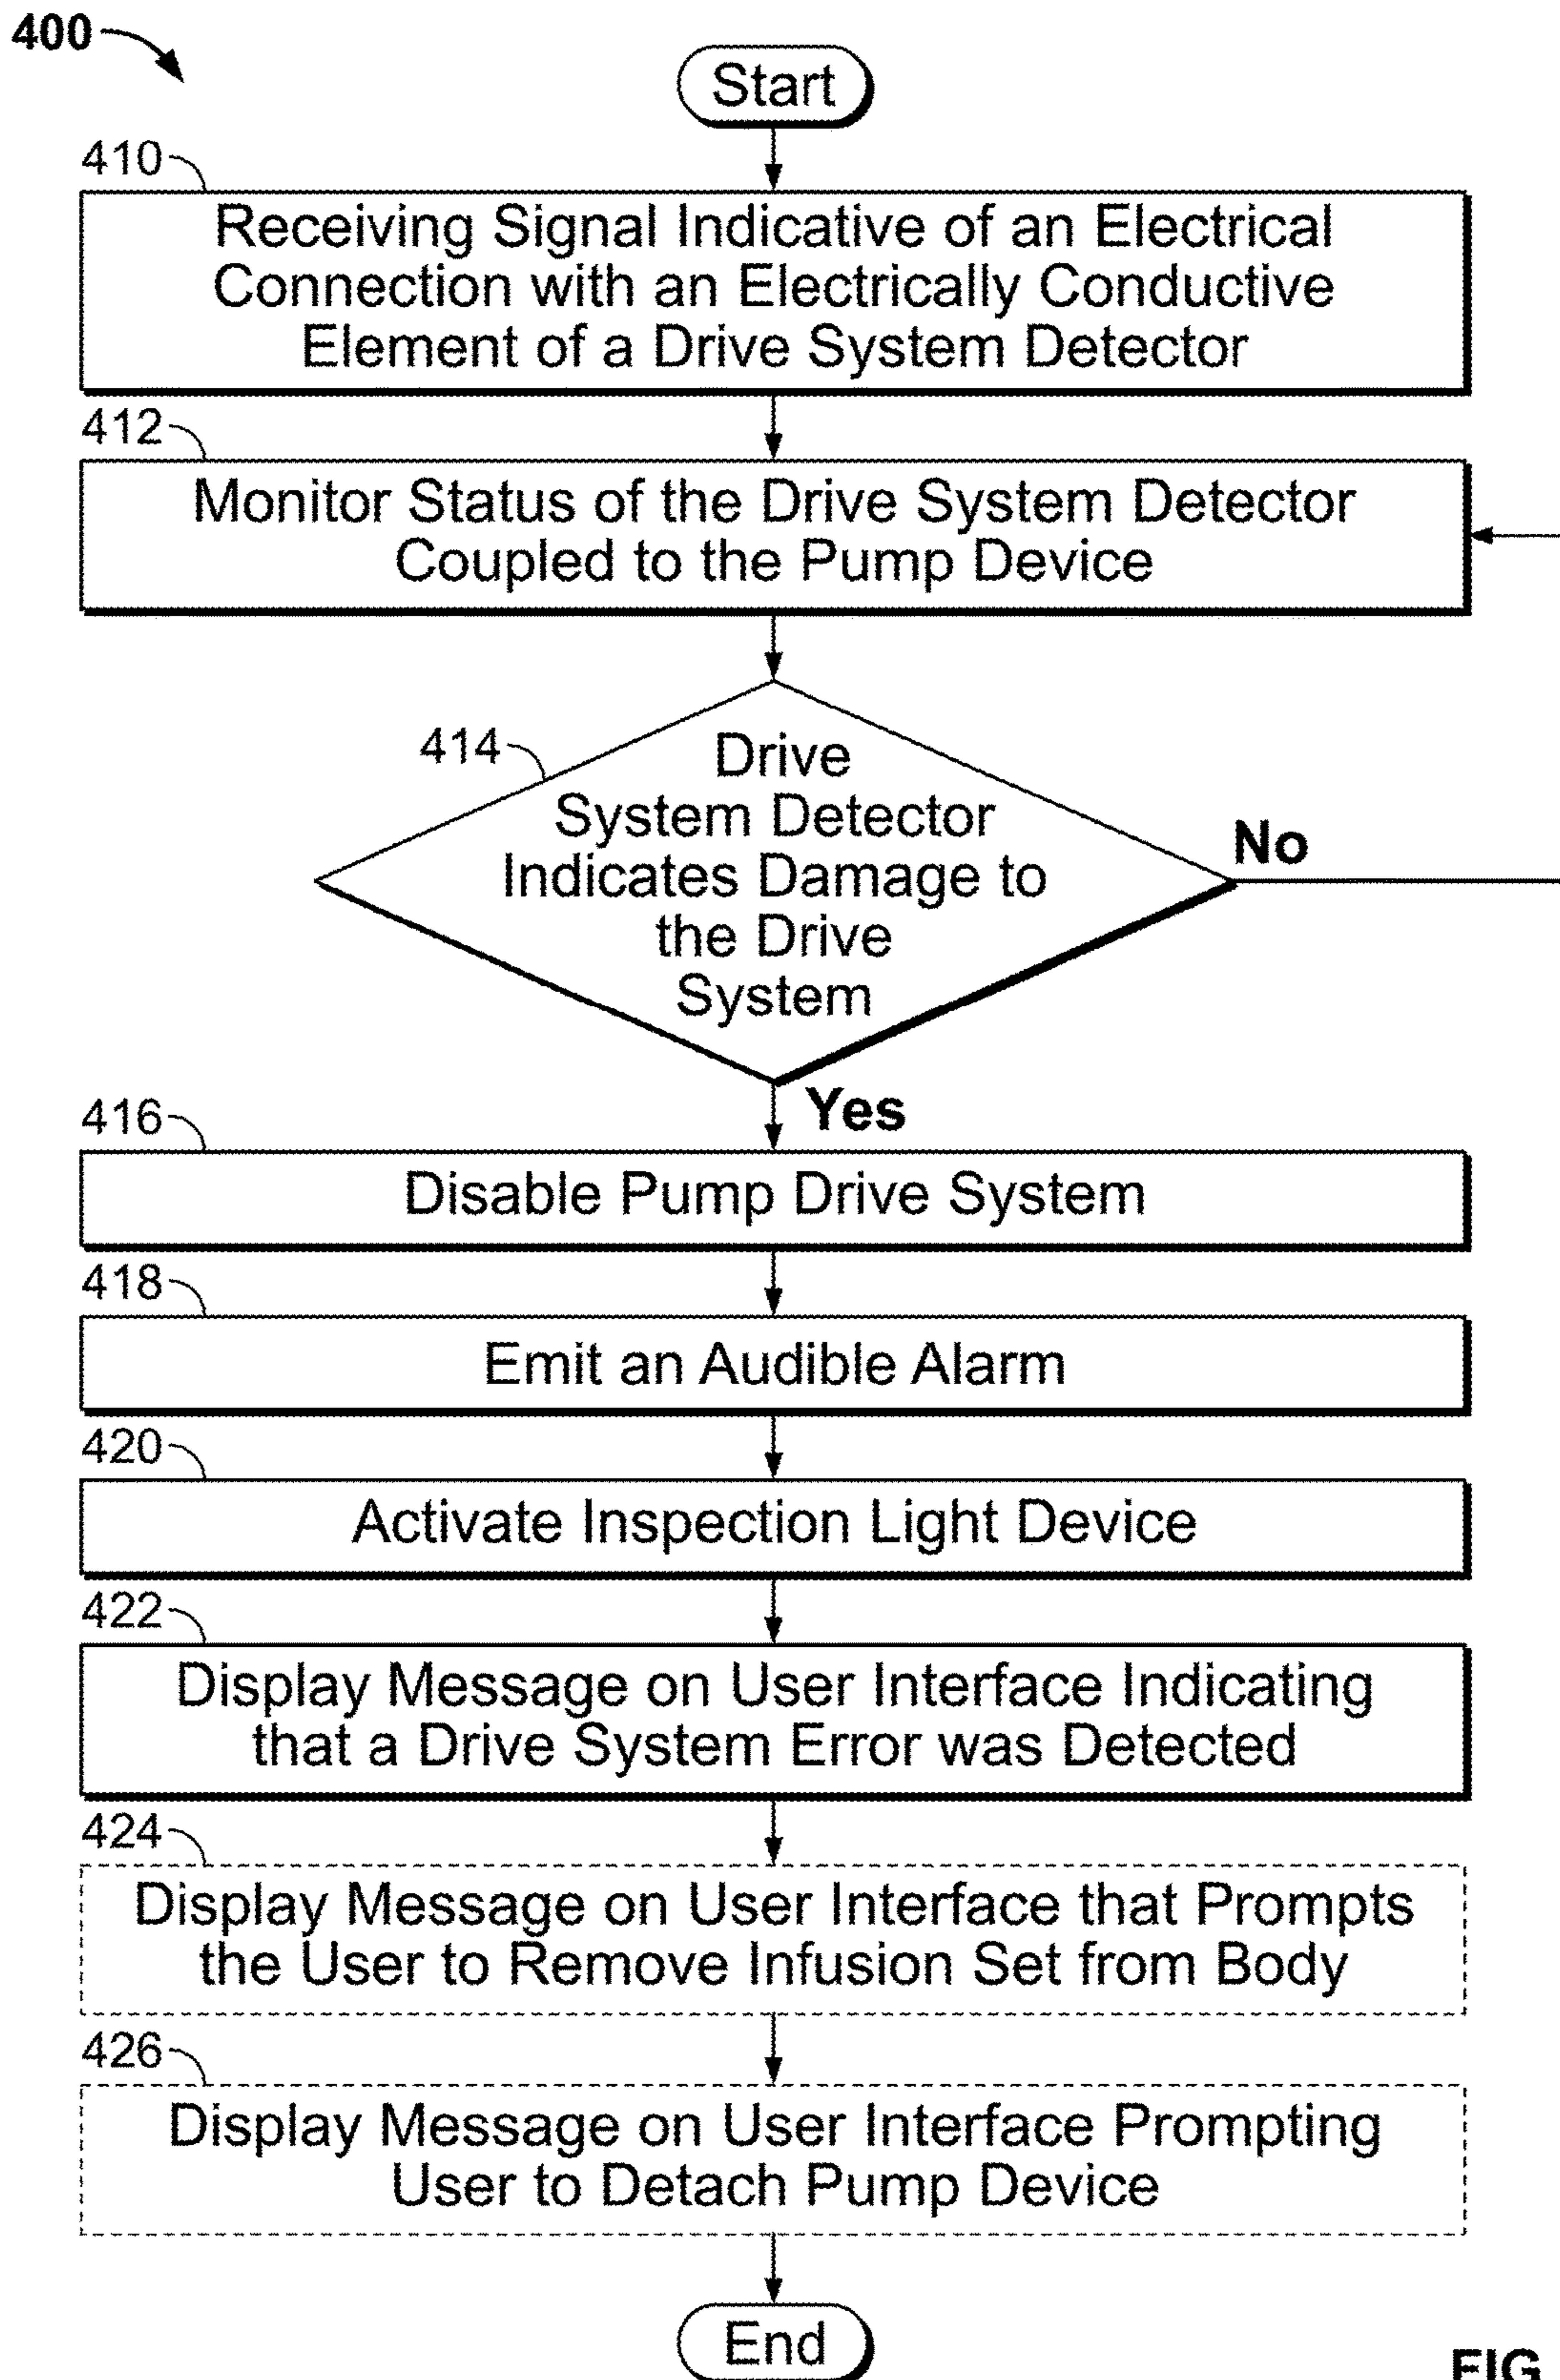 400
Start
410
Receiving Signal Indicative of an Electrical
Connection with an Electrically Conductive
Element of a Drive System Detector
412
Monitor Status of the Drive System Detector
Coupled to the Pump Device
414
Drive
System Detector
Indicates Damage to
the Drive
System
No
Yes
416
Disable Pump Drive System
418
Emit an Audible Alarm
420
Activate Inspection Light Device
422
Display Message on User Interface Indicating
that a Drive System Error was Detected
424
Display Message on User Interface that Prompts
the User to Remove Infusion Set from Body
426
Display Message on User Interface Prompting
User to Detach Pump Device
End
FIG